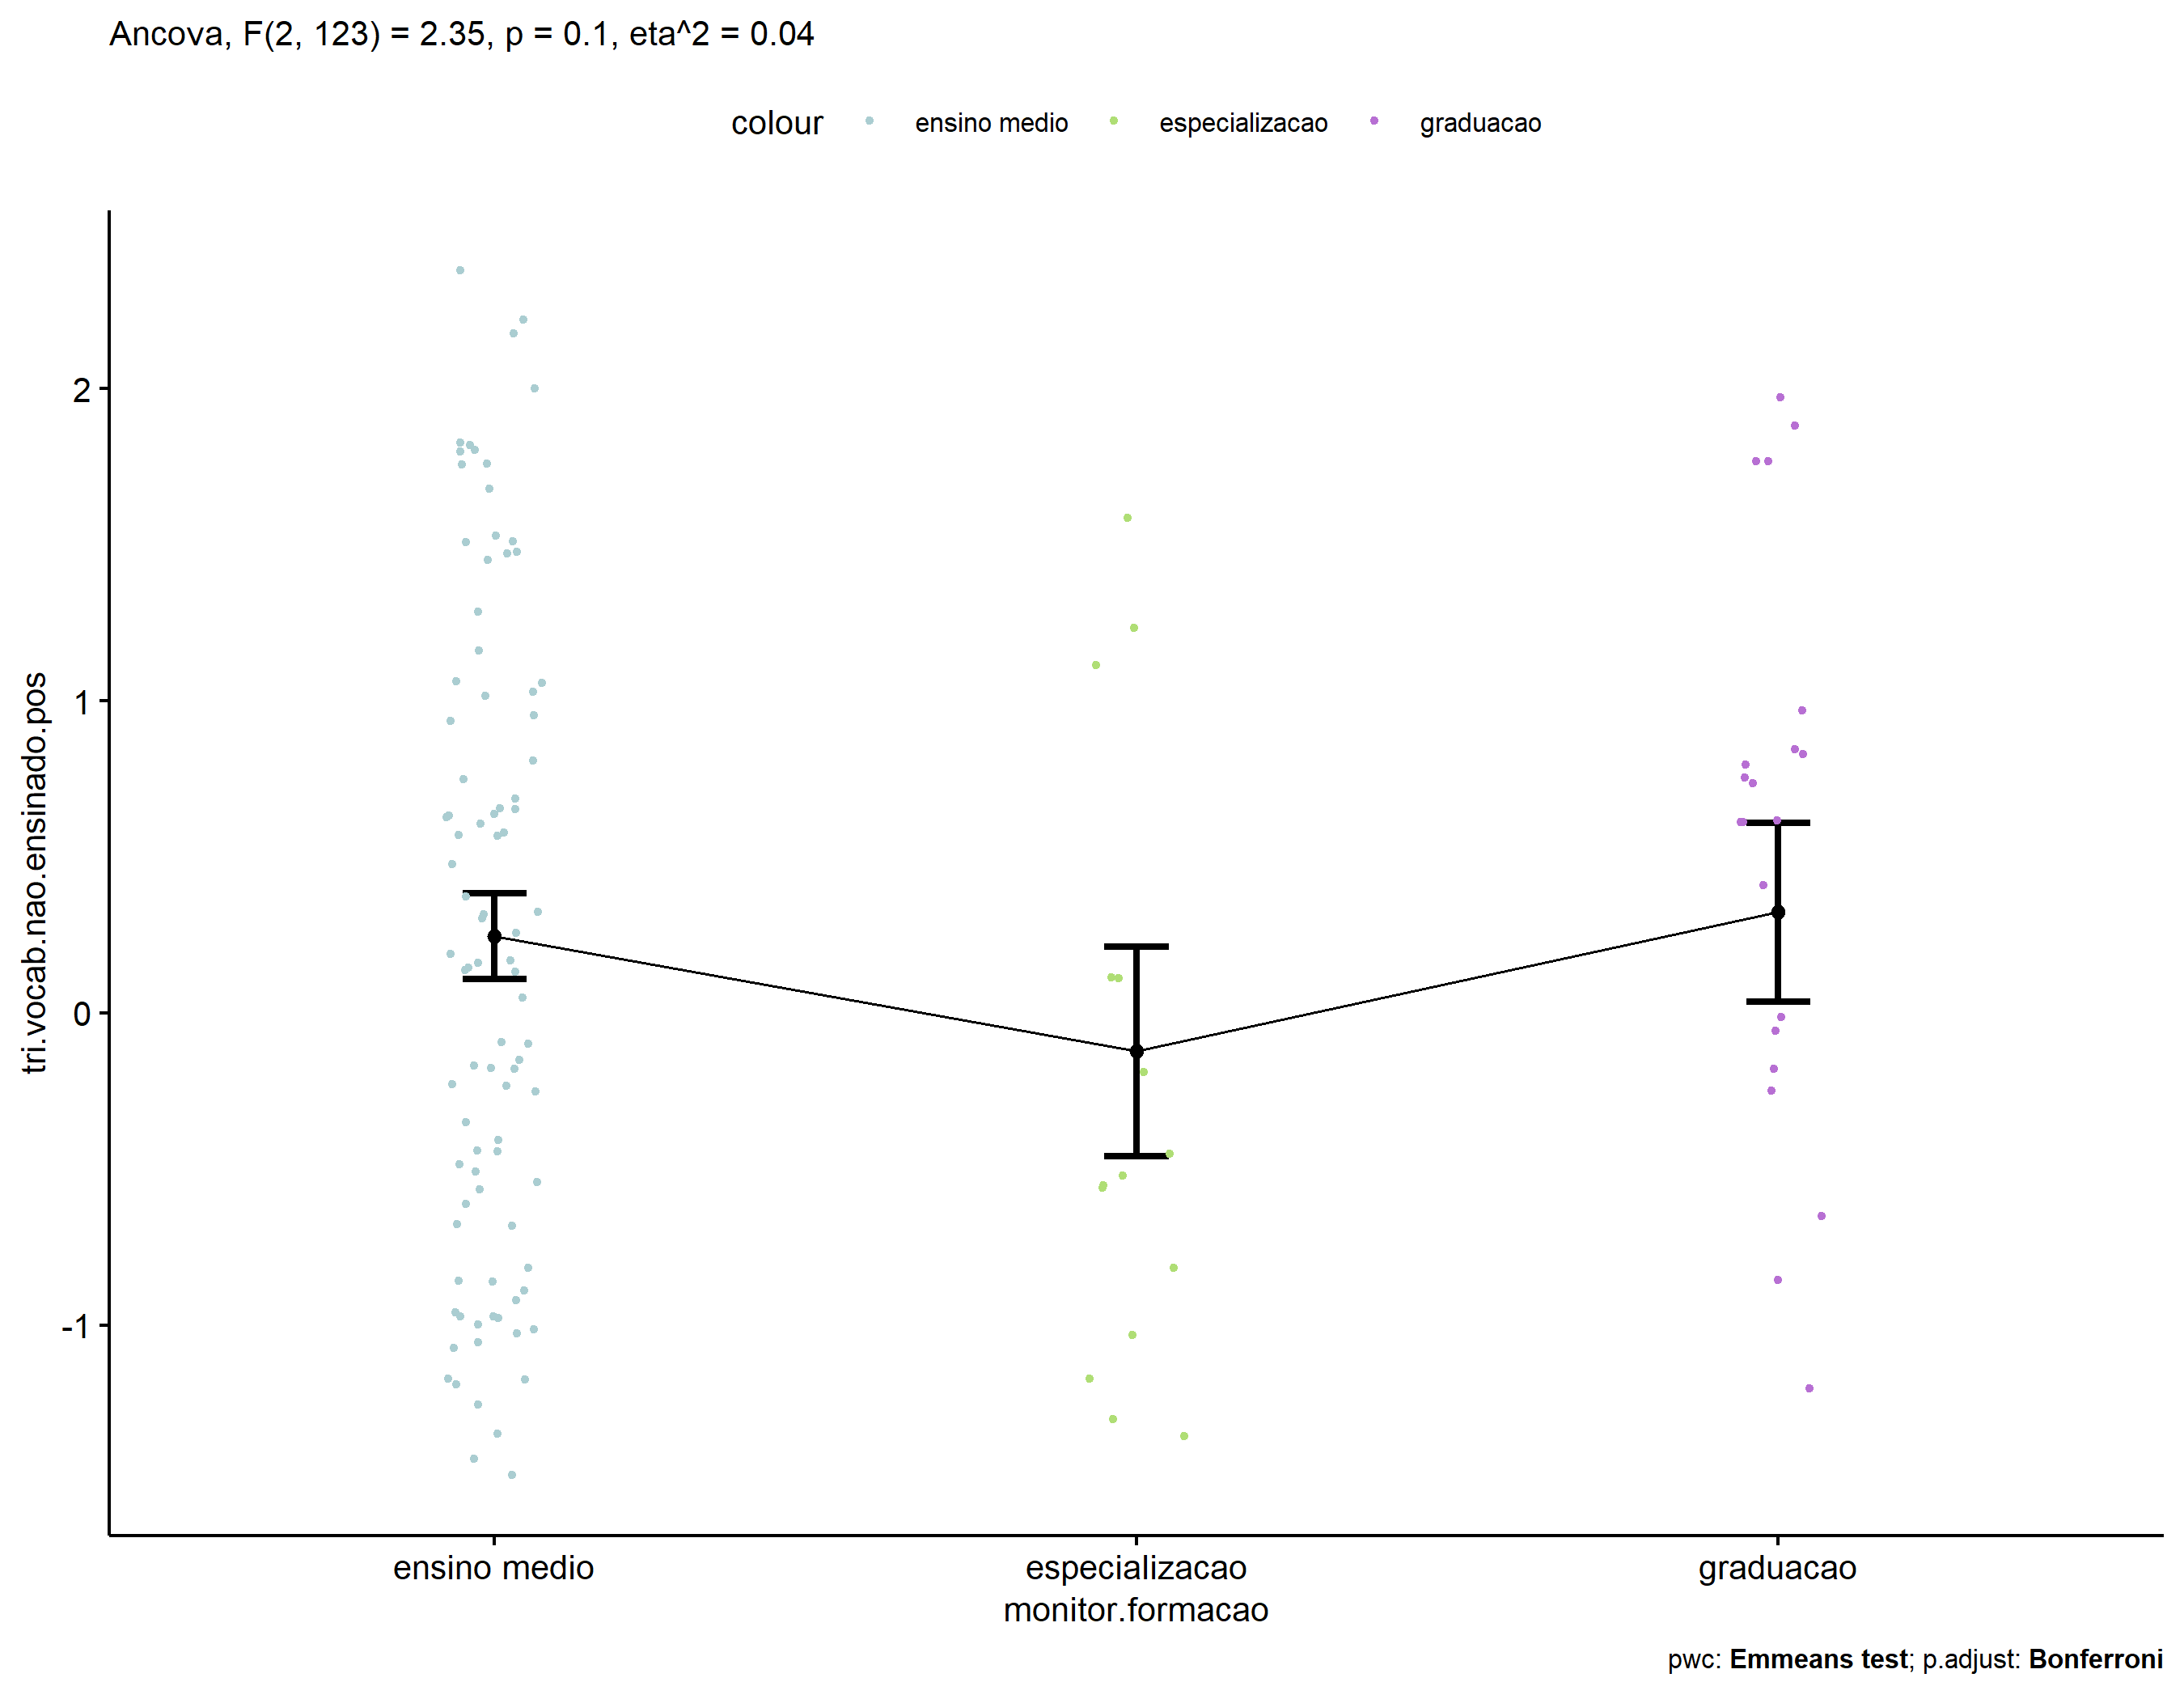 Ancova, F(2, 123) = 2.35, p = 0.1, eta^2 = 0.04
colour ensino medio especializacao graduacao
tri.vocab.nao.ensinado.pos
2
1
0
-1
ensino medio especializacao graduacao
monitor.formacao
pwc: Emmeans test; p.adjust: Bonferroni